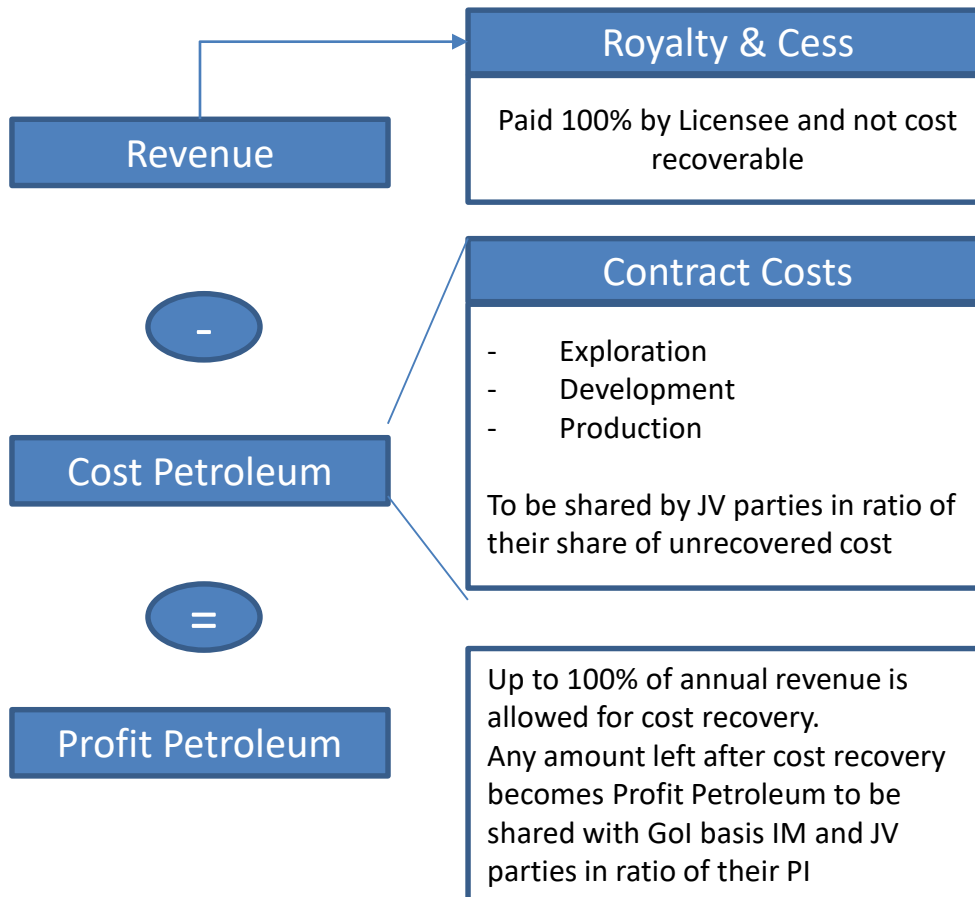 Royalty & Cess
Paid 100% by Licensee and not cost
recoverable
Revenue
-
Contract Costs
- Exploration
- Development
- Production
To be shared by JV parties in ratio of
their share of unrecovered cost
Cost Petroleum
=
Profit Petroleum
Up to 100% of annual revenue is
allowed for cost recovery.
Any amount left after cost recovery
becomes Profit Petroleum to be
shared with GoI basis IM and JV
parties in ratio of their PI